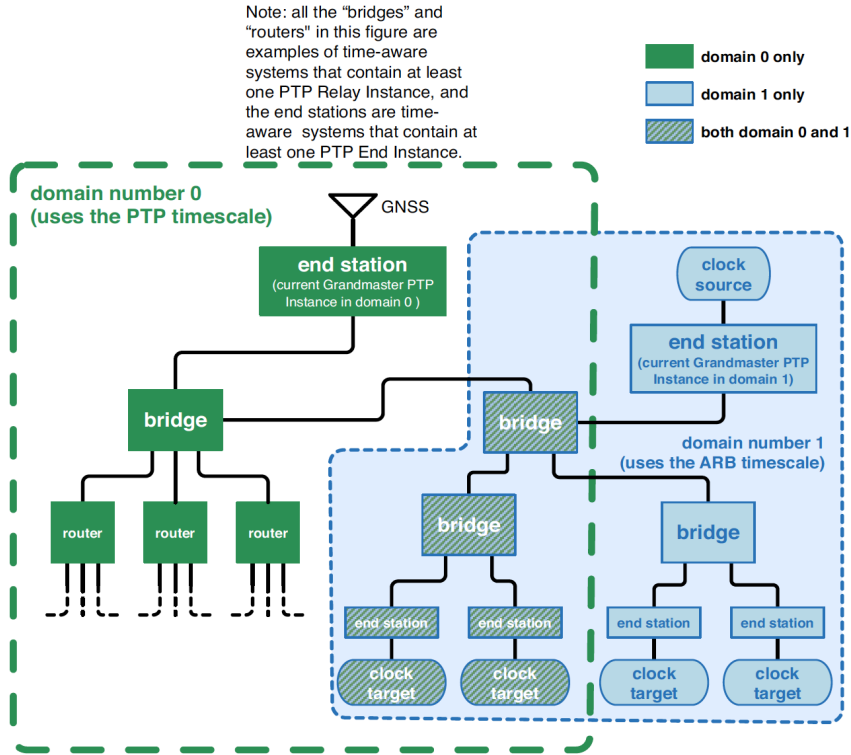 Note: all the “bridges” and
“routers" in this figure are
examples of time-aware
systems that contain at least
one PTP Relay Instance, and
the end stations are time-
aware  systems that contain at
least one PTP End Instance.
domain 0 only
domain 1 only
both domain 0 and 1
domain number 0
(uses the PTP timescale)
GNSS
end station
(current Grandmaster PTP
Instance in domain 0 )
clock
source
end station
(current Grandmaster PTP
Instance in domain 1)
bridge
bridge
domain number 1
(uses the ARB timescale)
router
router
router
bridge
bridge
end station
end station
end station
end station
clock
target
clock
target
clock
target
clock
target